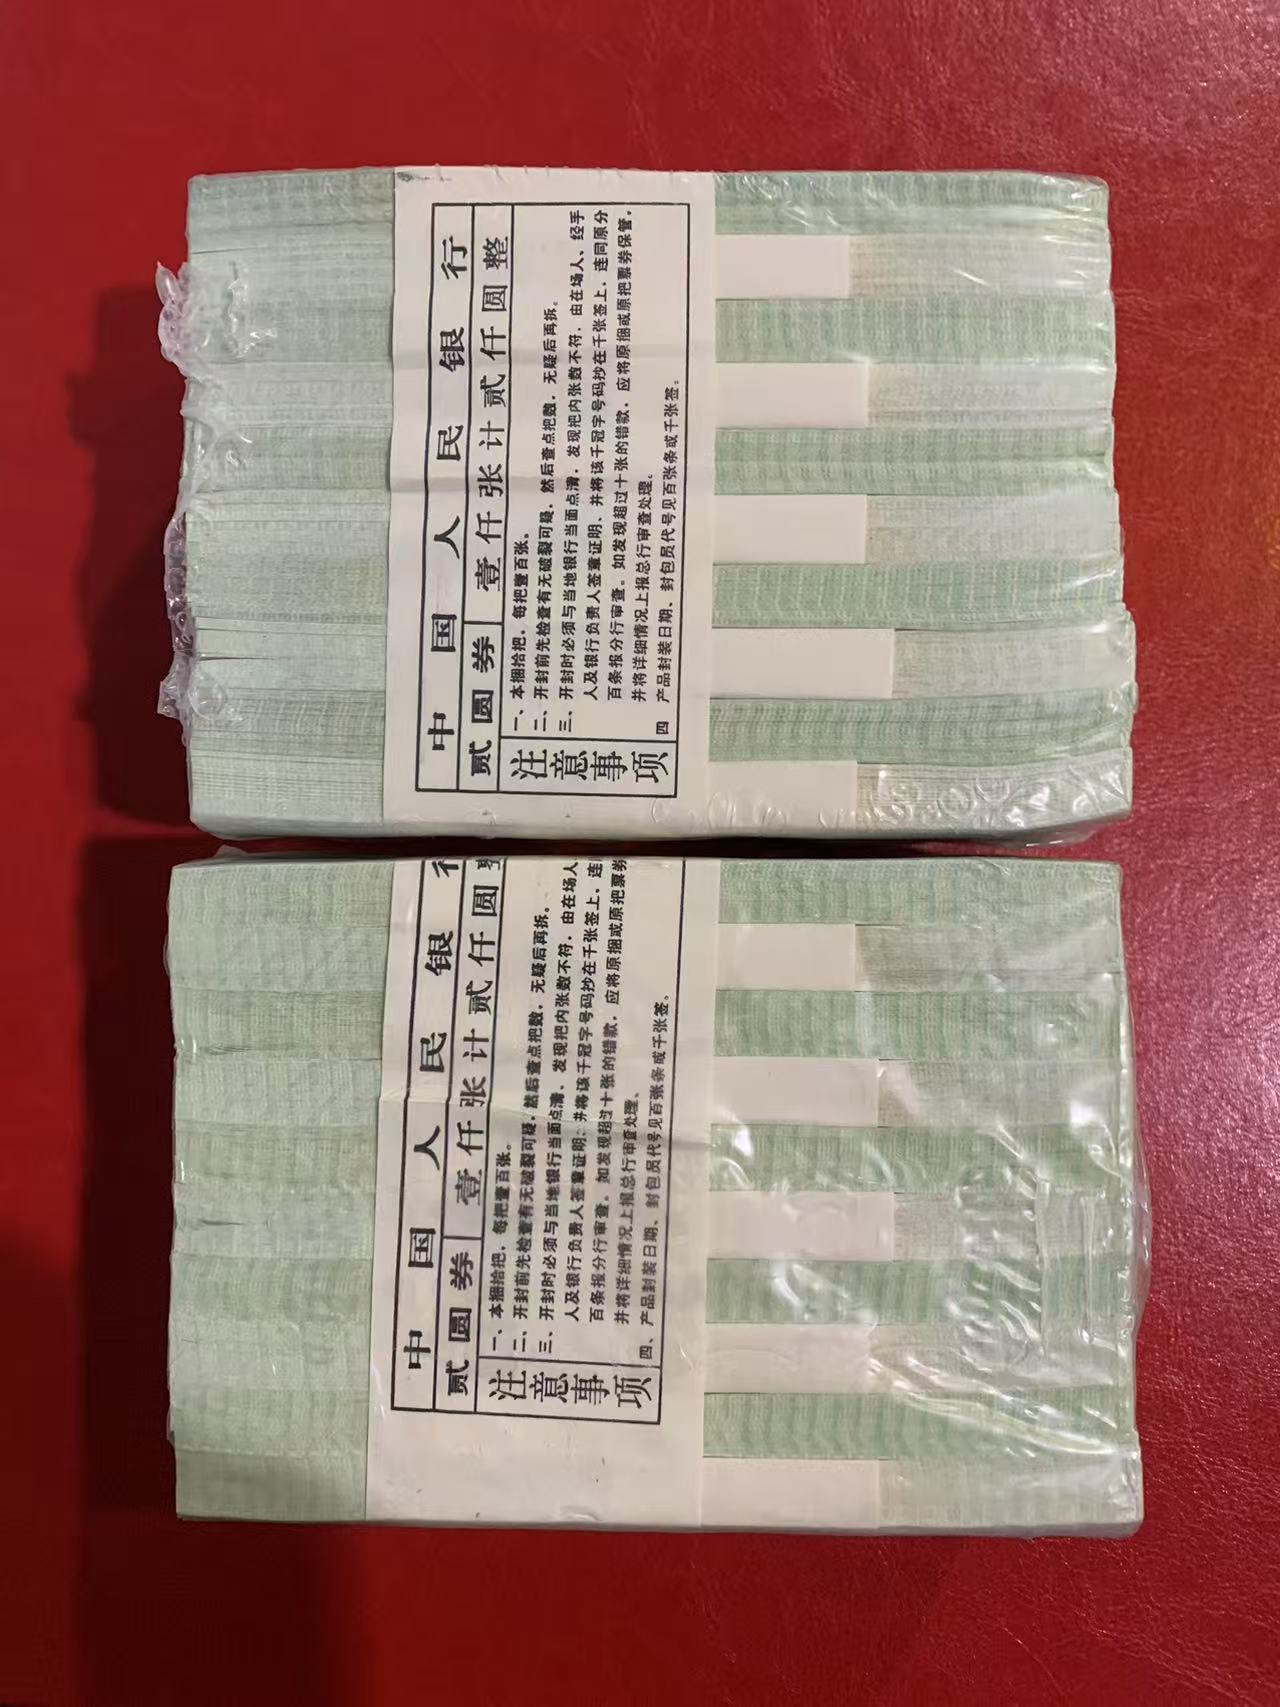 中国人民银行
贰圆券 壹仟张计贰仟圆整
注意事项
一、本捆拾把，每把壹百张。
二、开封前先检查有无破裂可疑，然后查点把数，无疑后再拆。
三、开封时必须与当地银行当面点清，发现把内张数不符，由在场人、经手
人及银行负责人签章证明、并将该千冠字号码抄在千张签上，连同原分
百条报分行审查。如发现超过十张的错款，应将原捆或原把票券保管，
并将详细情况上报总行审查处理。
四 产品封装日期、封包员代号见百张条或千张签。
中国人民银行
贰圆券 壹仟张计贰仟圆整
注意事项
一、本捆拾把，每把壹百张。
二、开封前先检查有无破裂可疑，然后查点把数，无疑后再拆。
三、开封时必须与当地银行当面点清、发现把内张数不符，由在场人
人及银行负责人签章证明、并将该千冠字号码抄在千张签上，连
百条报分行审查。如发现超过十张的错款，应将原捆或原把票券
并将详细情况上报总行审查处理、
四、产品封装日期、封包员代号见百张条或千张签。